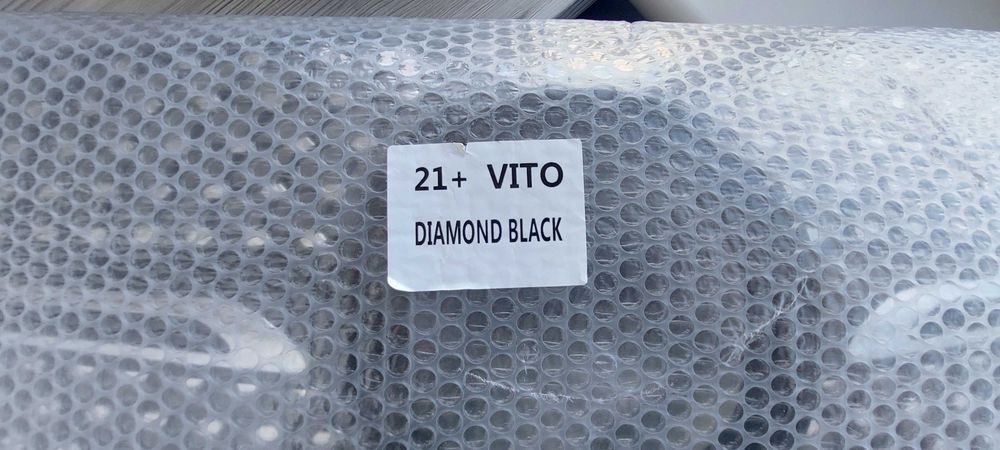 21+ VITO
DIAMOND BLACK